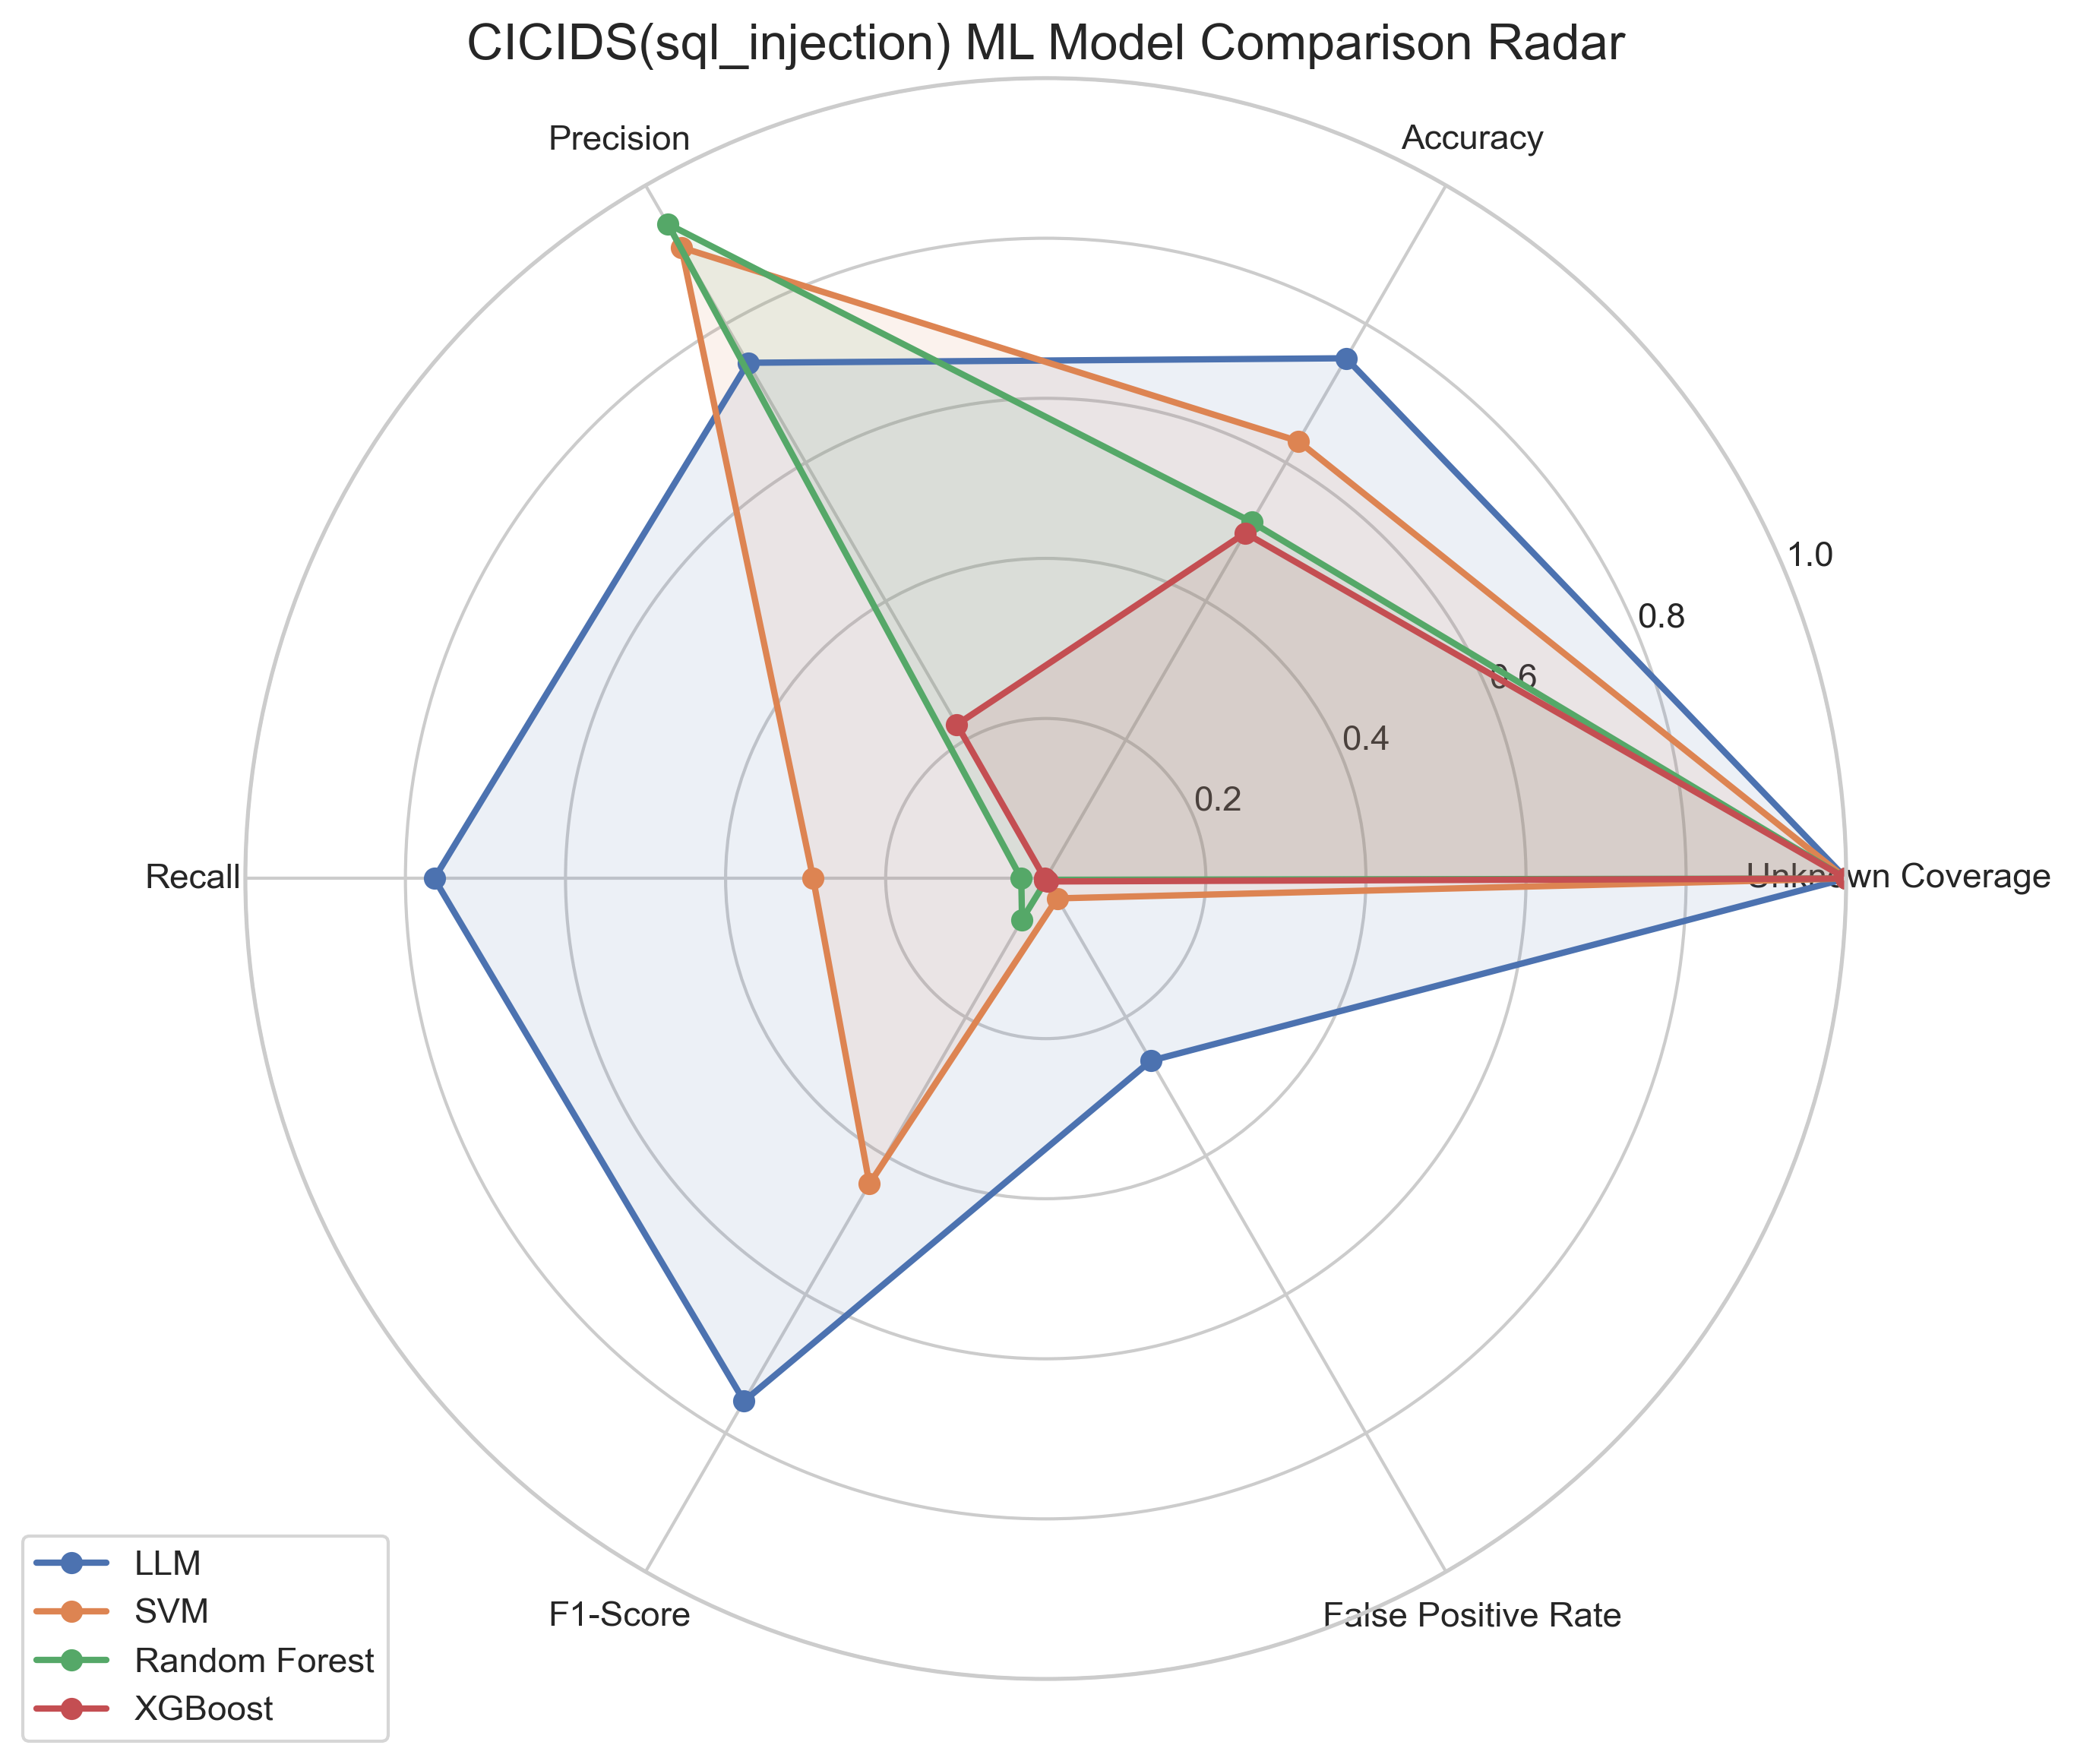 CICIDS(sql_injection) ML Model Comparison Radar
Precision
Accuracy
1.0
0.8
0.6
0.4
0.2
Recall
Unknown Coverage
F1-Score
False Positive Rate
LLM
SVM
Random Forest
XGBoost